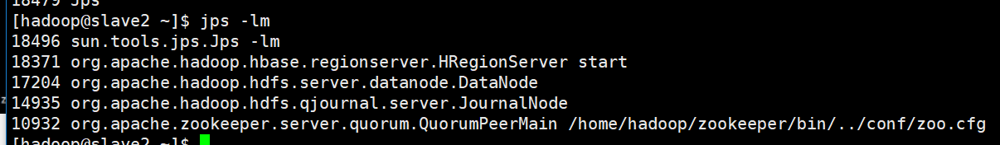 18479 Jps
[hadoop@slave2 ~]$ jps -lm
18496 sun.tools.jps.Jps -lm
18371 org.apache.hadoop.hbase.regionserver.HRegionServer start
17204 org.apache.hadoop.hdfs.server.datanode.DataNode
14935 org.apache.hadoop.hdfs.qjournal.server.JournalNode
10932 org.apache.zookeeper.server.quorum.QuorumPeerMain /home/hadoop/zookeeper/bin/../conf/zoo.cfg
[hadoop@slave2 ~]$